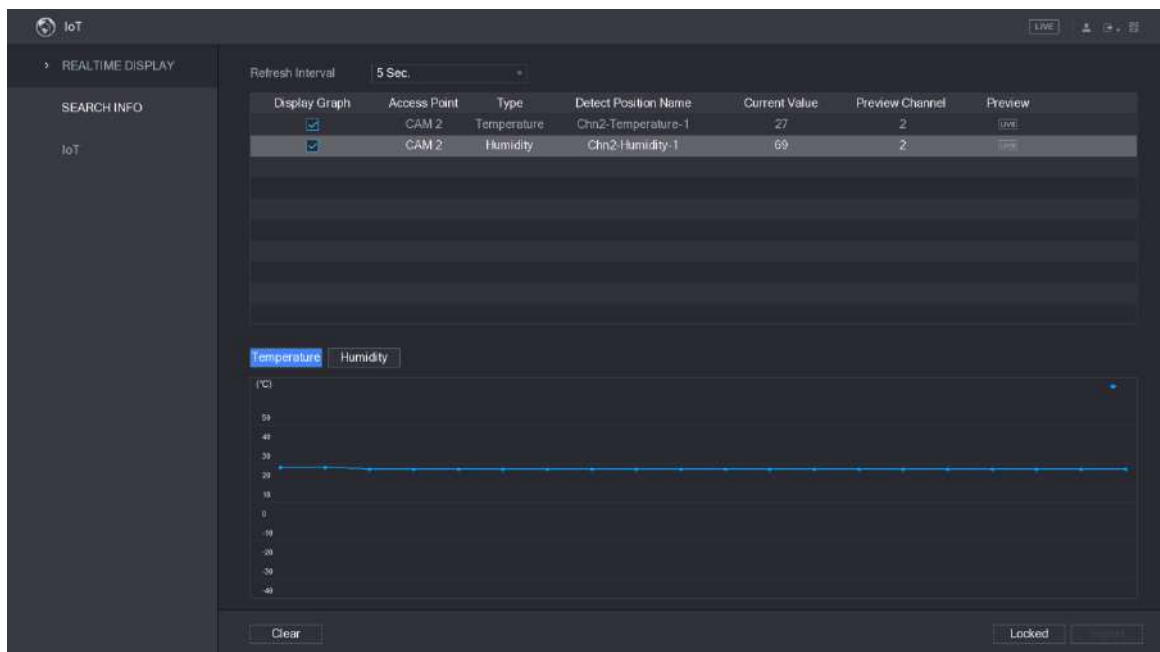 IoT
LIVE
REALTIME DISPLAY
SEARCH INFO
IoT
Refresh Interval 5 Sec.
Display Graph Access Point Type Detect Position Name Current Value Preview Channel Preview
CAM 2 Temperature Chn2-Temperature-1 27 2 LIVE
CAM 2 Humidity Chn2-Humidity-1 69 2 LIVE
Temperature Humidity
(°C)
50
40
30
20
10
0
-10
-20
-30
-40
Clear Locked